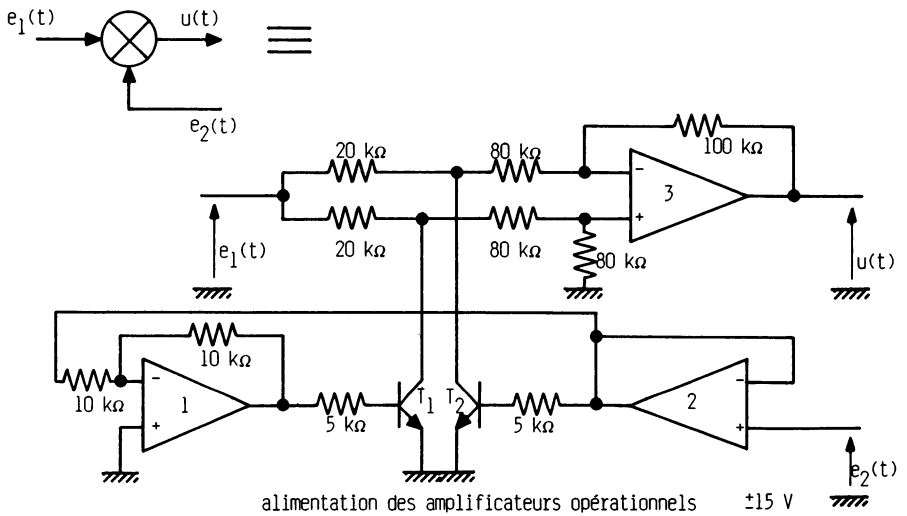 e1(t)
u(t)
e2(t)
20 kΩ
80 kΩ
100 kΩ
-
3
+
20 kΩ
80 kΩ
80 kΩ
e1(t)
u(t)
10 kΩ
10 kΩ
-
1
+
5 kΩ
T1
T2
5 kΩ
2
-
+
e2(t)
alimentation des amplificateurs opérationnels ±15 V